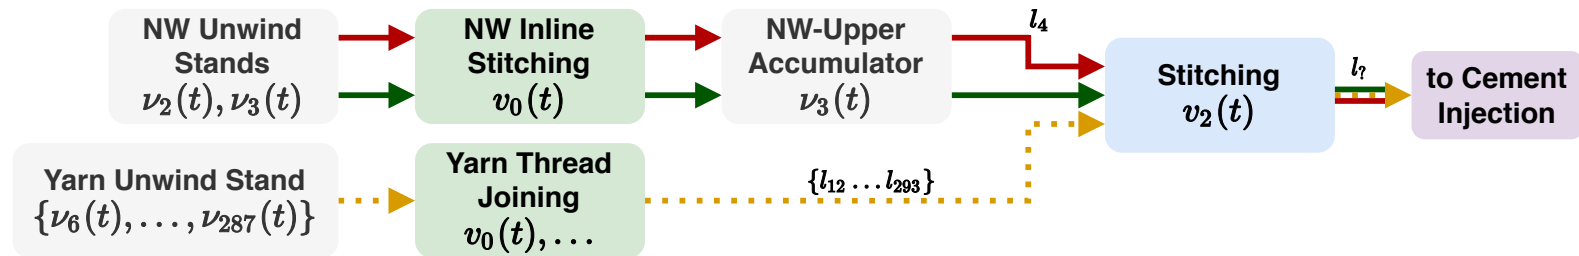 NW Unwind
Stands
ν₂(t), ν₃(t)
NW Inline
Stitching
v₀(t)
NW-Upper
Accumulator
ν₃(t)
l₄
Stitching
v₂(t)
l?
to Cement
Injection
Yarn Unwind Stand
{ν₆(t), …, ν₂₈₇(t)}
Yarn Thread
Joining
v₀(t), …
{l₁₂ … l₂₉₃}